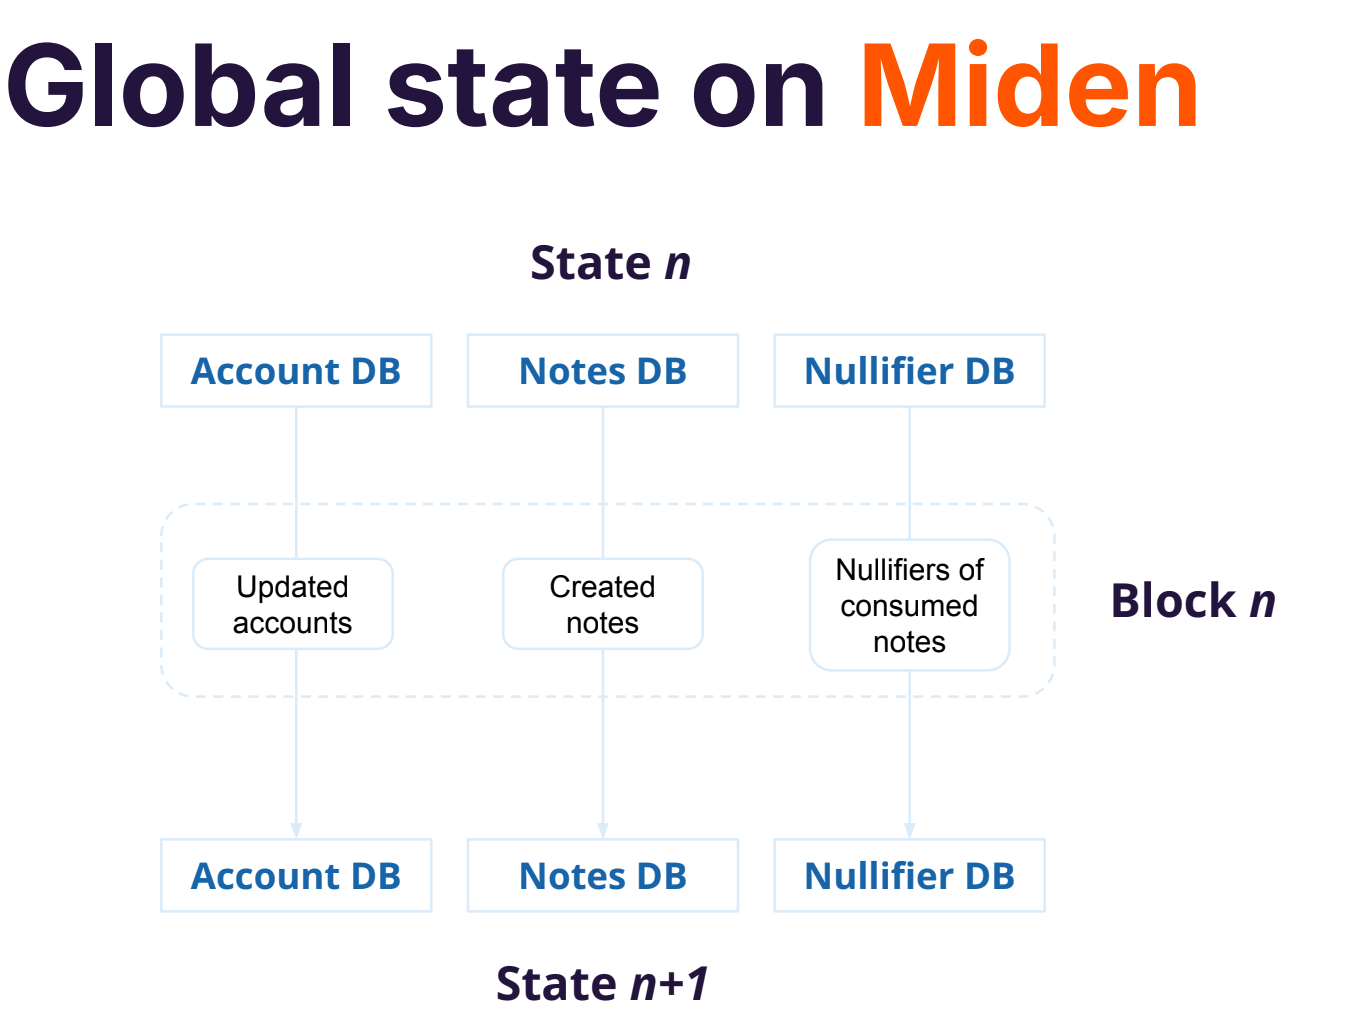 Global state on Miden
State n
Account DB
Notes DB
Nullifier DB
Updated
accounts
Created
notes
Nullifiers of
consumed
notes
Block n
Account DB
Notes DB
Nullifier DB
State n+1